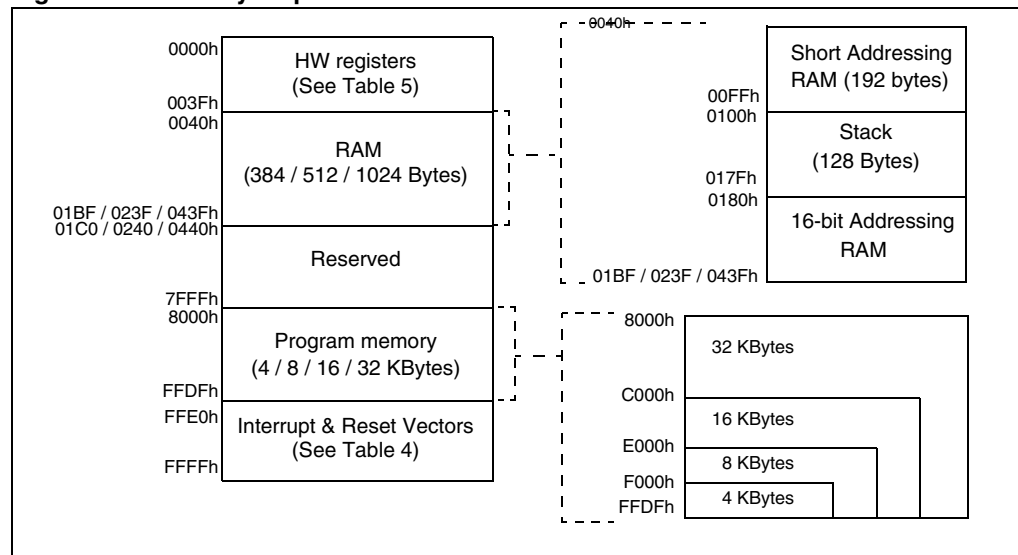 0000h
HW registers
(See Table 5)
003Fh
0040h
RAM
(384 / 512 / 1024 Bytes)
01BF / 023F / 043Fh
01C0 / 0240 / 0440h
Reserved
7FFFh
8000h
Program memory
(4 / 8 / 16 / 32 KBytes)
FFDFh
FFE0h
Interrupt & Reset Vectors
(See Table 4)
FFFFh
0040h
Short Addressing
RAM (192 bytes)
00FFh
0100h
Stack
(128 Bytes)
017Fh
0180h
16-bit Addressing
RAM
01BF / 023F / 043Fh
8000h
32 KBytes
C000h
16 KBytes
E000h
8 KBytes
F000h
4 KBytes
FFDFh